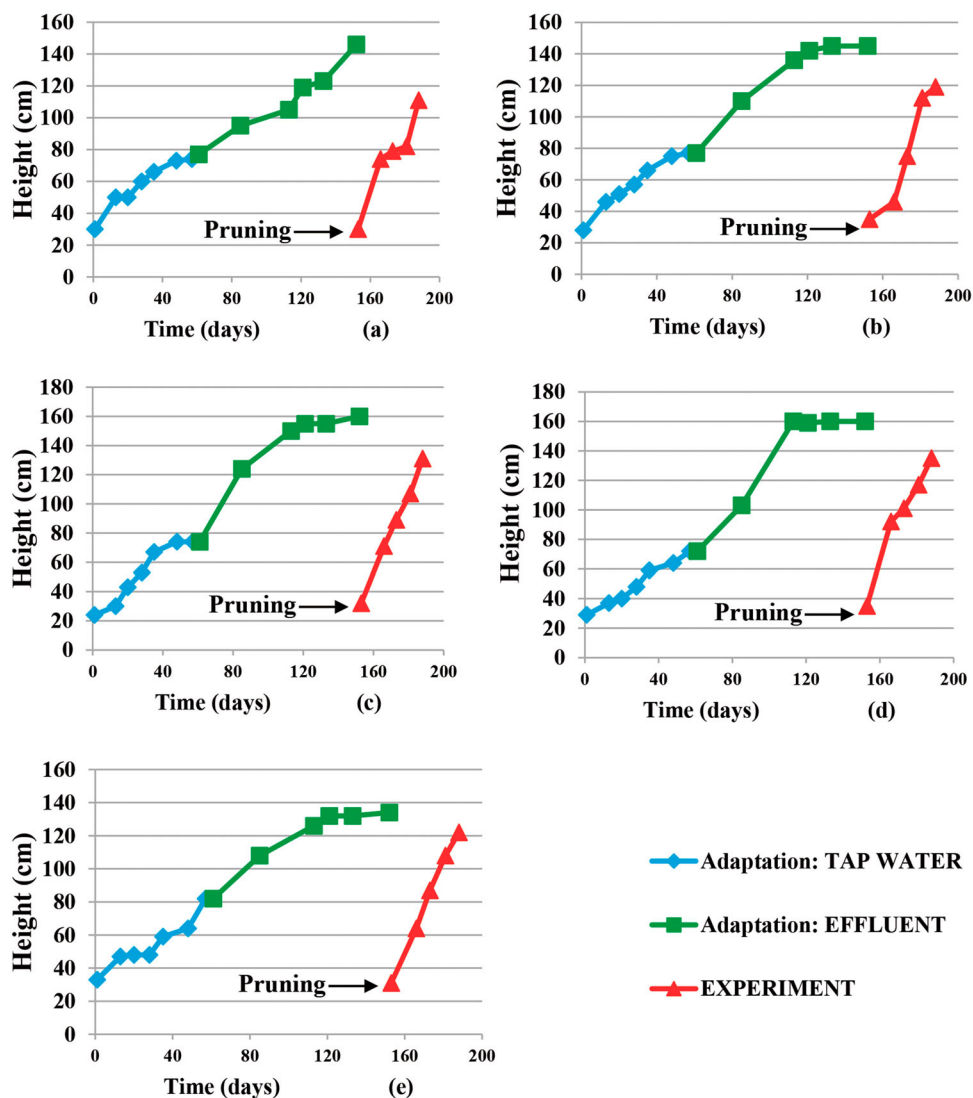 160
140
120
100
80
60
40
20
0
Height (cm)
Pruning
0 40 80 120 160 200
Time (days) (a)
160
140
120
100
80
60
40
20
0
Height (cm)
Pruning
0 40 80 120 160 200
Time (days) (b)
180
160
140
120
100
80
60
40
20
0
Height (cm)
Pruning
0 40 80 120 160 200
Time (days) (c)
180
160
140
120
100
80
60
40
20
0
Height (cm)
Pruning
0 40 80 120 160 200
Time (days) (d)
160
140
120
100
80
60
40
20
0
Height (cm)
Pruning
0 40 80 120 160 200
Time (days) (e)
Adaptation: TAP WATER
Adaptation: EFFLUENT
EXPERIMENT